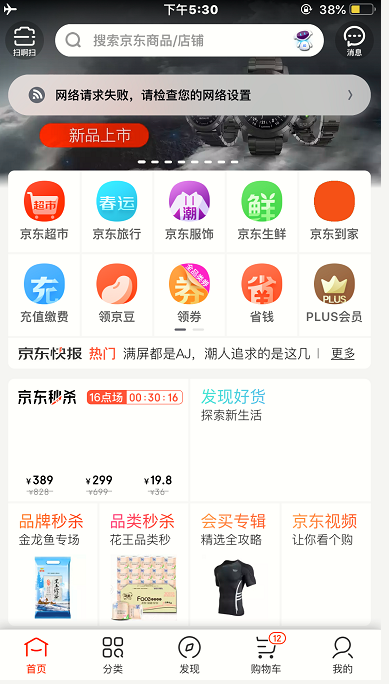 下午5:30
38%
扫啊扫
搜索京东商品/店铺
消息
网络请求失败，请检查您的网络设置
新品上市
超市
春运
潮
鲜
京东超市
京东旅行
京东服饰
京东生鲜
京东到家
充
全品类券
券
省
PLUS
充值缴费
领京豆
领券
省钱
PLUS会员
京东快报 热门 满屏都是AJ，潮人追求的是这几 更多
京东秒杀 16点场 00:30:16
发现好货
探索新生活
¥389
¥299
¥19.8
¥828
¥699
¥36
品牌秒杀
品类秒杀
会买专辑
京东视频
金龙鱼专场
花王品类秒
精选全攻略
让你看个购
Face
12
首页
分类
发现
购物车
我的